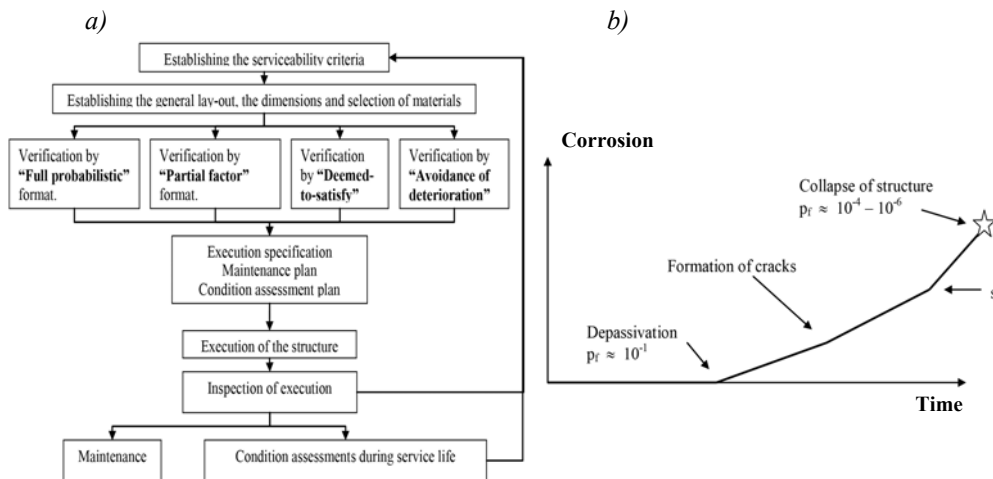 a)
Establishing the serviceability criteria
Establishing the general lay-out, the dimensions and selection of materials
Verification by
“Full probabilistic”
format.
Verification by
“Partial factor”
format.
Verification
by “Deemed-
to-satisfy”
Verification by
“Avoidance of
deterioration”
Execution specification
Maintenance plan
Condition assessment plan
Execution of the structure
Inspection of execution
Maintenance
Condition assessments during service life
b)
Corrosion
Collapse of structure
pf ≈ 10-4 – 10-6
Formation of cracks
s
Depassivation
pf ≈ 10-1
Time